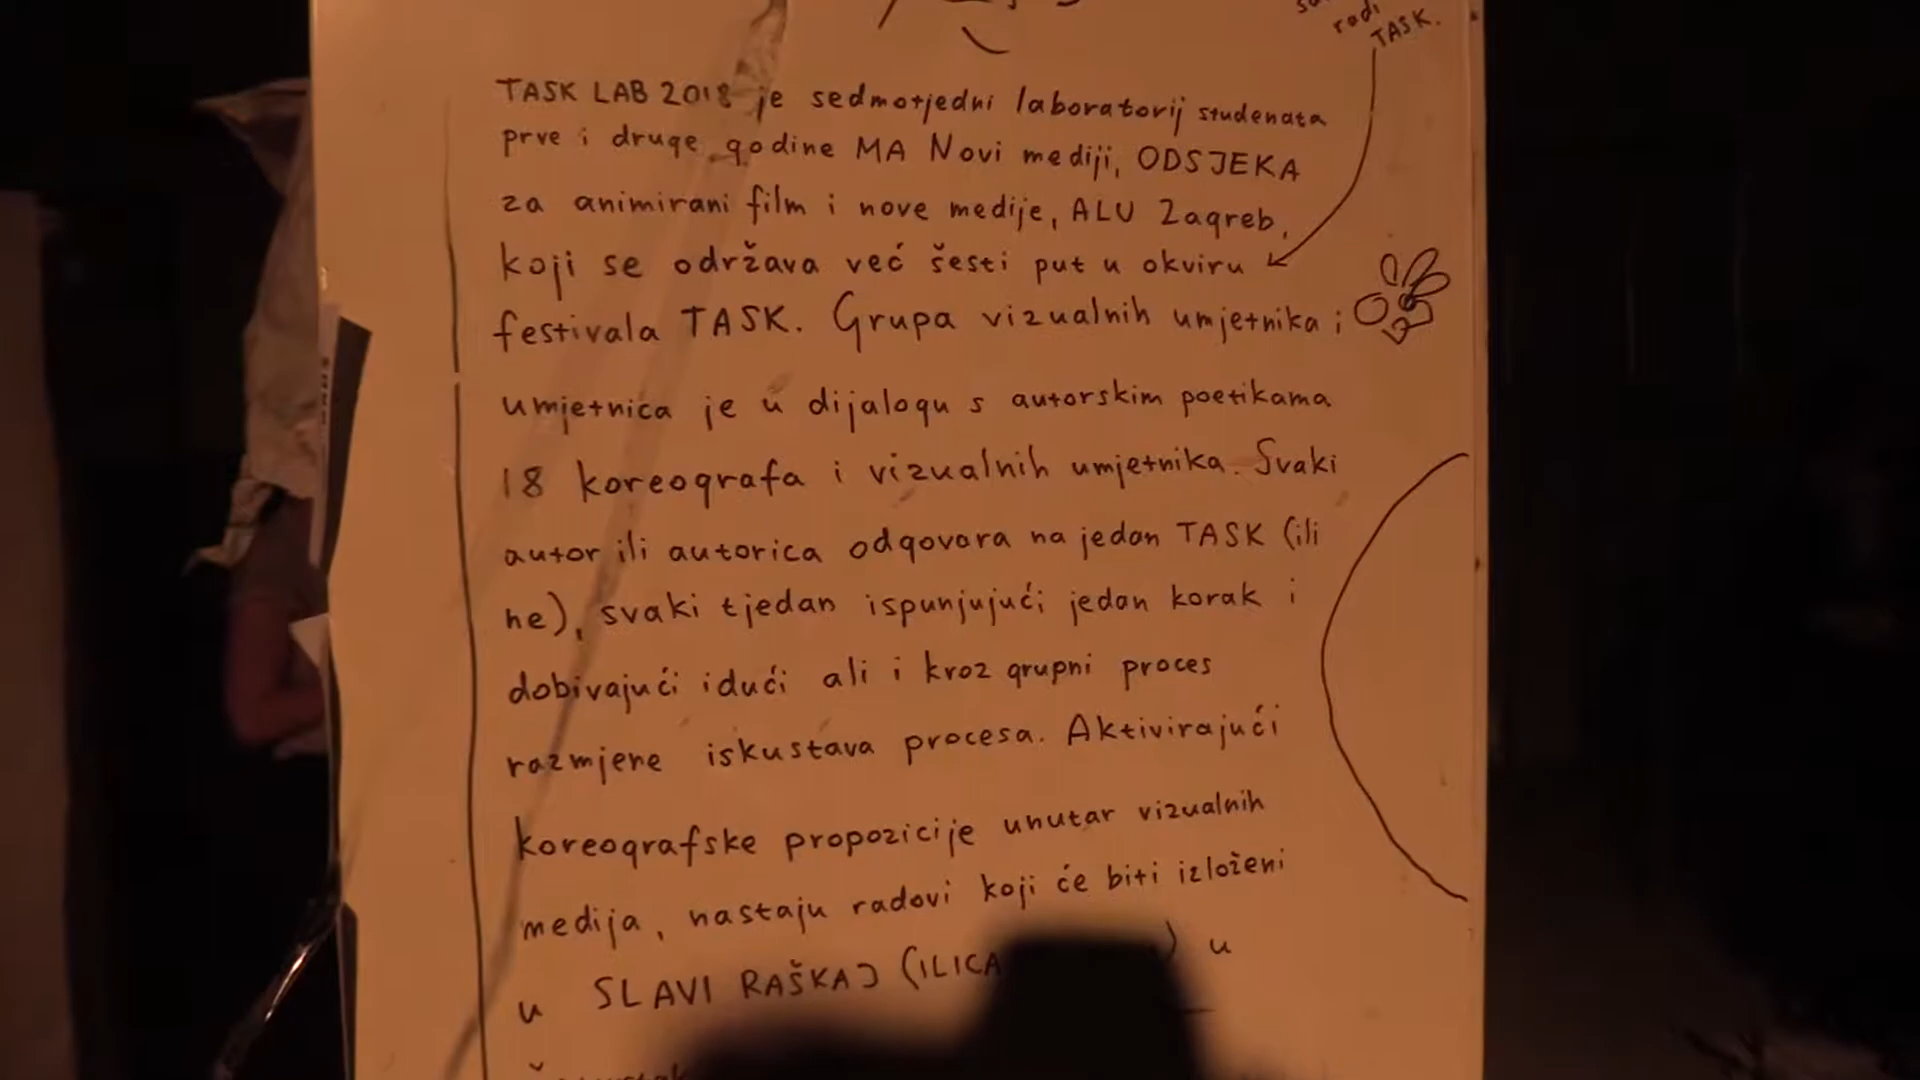 radi
TASK.
TASK LAB 2018 je sedmotjedni laboratorij studenata
prve i druge godine MA Novi mediji, ODSJEKA
za animirani film i nove medije, ALU Zagreb,
koji se održava već šesti put u okviru
festivala TASK. Grupa vizualnih umjetnika i
umjetnica je u dijalogu s autorskim poetikama
18 koreografa i vizualnih umjetnika. Svaki
autor ili autorica odgovara na jedan TASK (ili
ne), svaki tjedan ispunjujući jedan korak i
dobivajući idući ali i kroz grupni proces
razmjene iskustava procesa. Aktivirajući
koreografske propozicije unutar vizualnih
medija, nastaju radovi koji će biti izloženi
u SLAVI RAŠKAJ (ILICA ) u